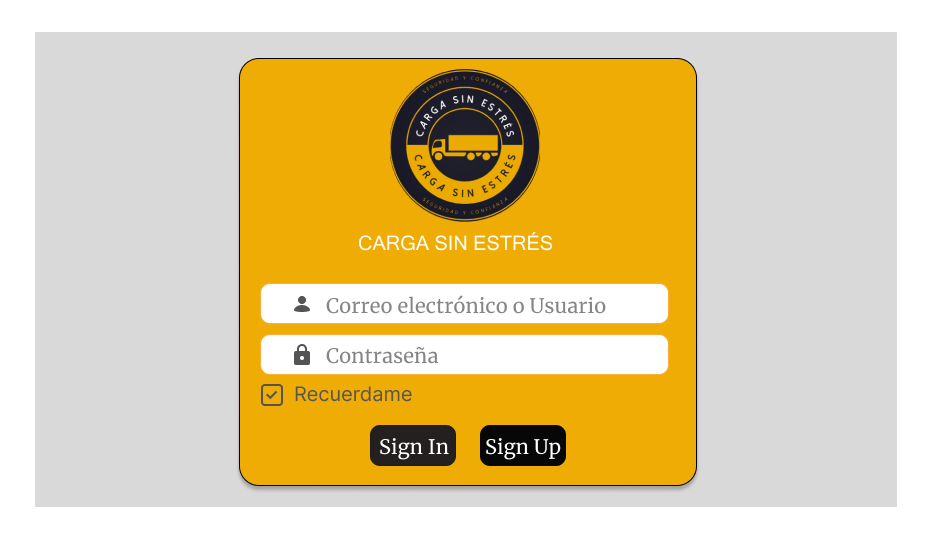 SEGURIDAD Y CONFIANZA
CARGA SIN ESTRÉS
CARGA SIN ESTRÉS
SEGURIDAD Y CONFIANZA
CARGA SIN ESTRÉS
Correo electrónico o Usuario
Contraseña
Recuerdame
Sign In
Sign Up